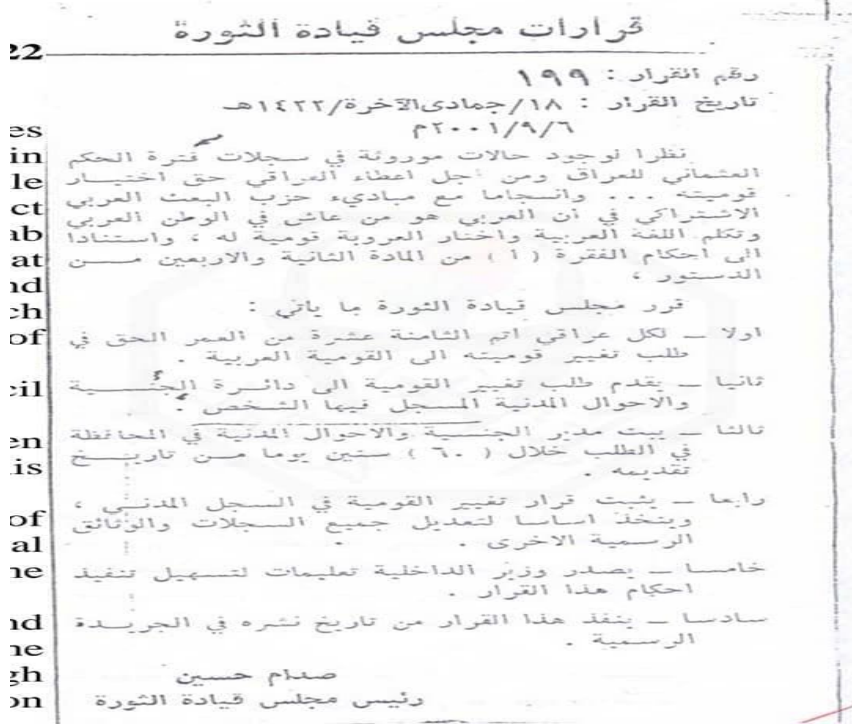 قرارات مجلس قيادة الثورة
22
رقم القرار : ١٩٩
تاريخ القرار : ١٨/جمادى الآخرة/١٤٢٢هـ
٢٠٠١/٩/٦م
نظرا لوجود حالات موروثة في سجلات فترة الحكم
العثماني للعراق ومن أجل اعطاء العراقي حق اختيار
قوميته ... وانسجاما مع مباديء حزب البعث العربي
الاشتراكي في أن العربي هو من عاش في الوطن العربي
وتكلم اللغة العربية واختار العروبة قومية له ، واستنادا
الى احكام الفقرة ( أ ) من المادة الثانية والاربعين من
الدستور ،
قرر مجلس قيادة الثورة ما يأتي :
اولا – لكل عراقي اتم الثامنة عشرة من العمر الحق في
طلب تغيير قوميته الى القومية العربية .
ثانيا – يقدم طلب تغيير القومية الى دائرة الجنسية
والاحوال المدنية المسجل فيها الشخص .
ثالثا – يبت مدير الجنسية والاحوال المدنية في المحافظة
في الطلب خلال ( ٦٠ ) ستين يوما من تاريخ
تقديمه .
رابعا – يثبت قرار تغيير القومية في السجل المدني ،
ويتخذ اساسا لتعديل جميع السجلات والوثائق
الرسمية الاخرى .
خامسا – يصدر وزير الداخلية تعليمات لتسهيل تنفيذ
احكام هذا القرار .
سادسا – ينفذ هذا القرار من تاريخ نشره في الجريدة
الرسمية .
صدام حسين
رئيس مجلس قيادة الثورة
es
in
le
ct
ab
at
nd
ch
of
cil
en
is
of
al
he
nd
he
gh
on